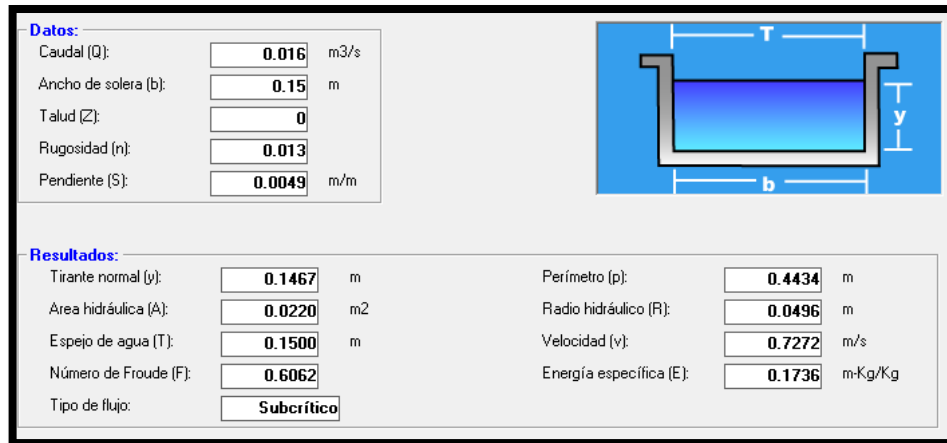 Datos:
Caudal (Q): 0.016 m3/s
Ancho de solera (b): 0.15 m
Talud (Z): 0
Rugosidad (n): 0.013
Pendiente (S): 0.0049 m/m
T
y
b
Resultados:
Tirante normal (y): 0.1467 m Perímetro (p): 0.4434 m
Area hidráulica (A): 0.0220 m2 Radio hidráulico (R): 0.0496 m
Espejo de agua (T): 0.1500 m Velocidad (v): 0.7272 m/s
Número de Froude (F): 0.6062 Energía específica (E): 0.1736 m-Kg/Kg
Tipo de flujo: Subcrítico